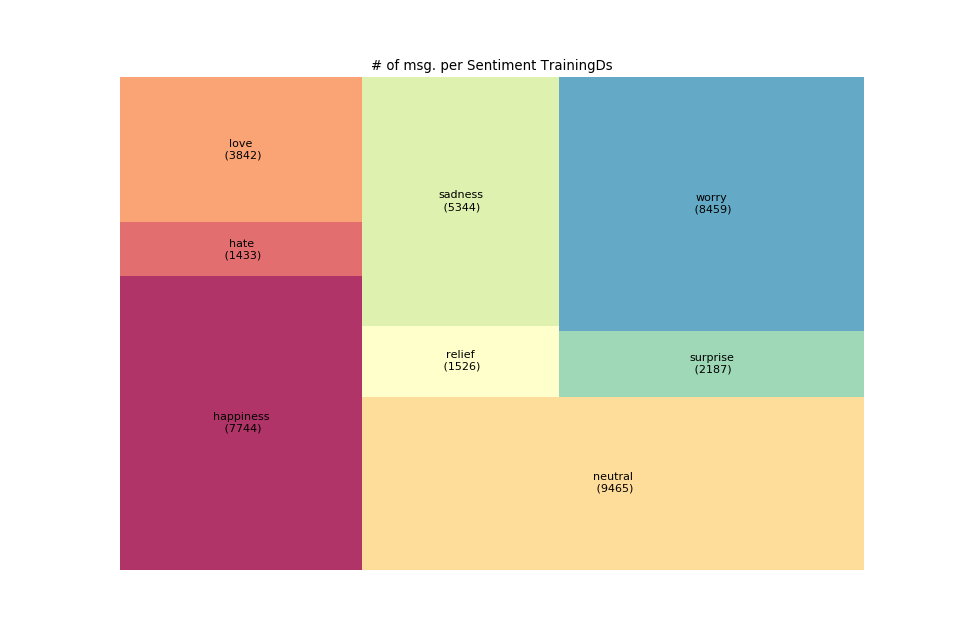 # of msg. per Sentiment TrainingDs
love
(3842)
hate
(1433)
happiness
(7744)
sadness
(5344)
relief
(1526)
worry
(8459)
surprise
(2187)
neutral
(9465)